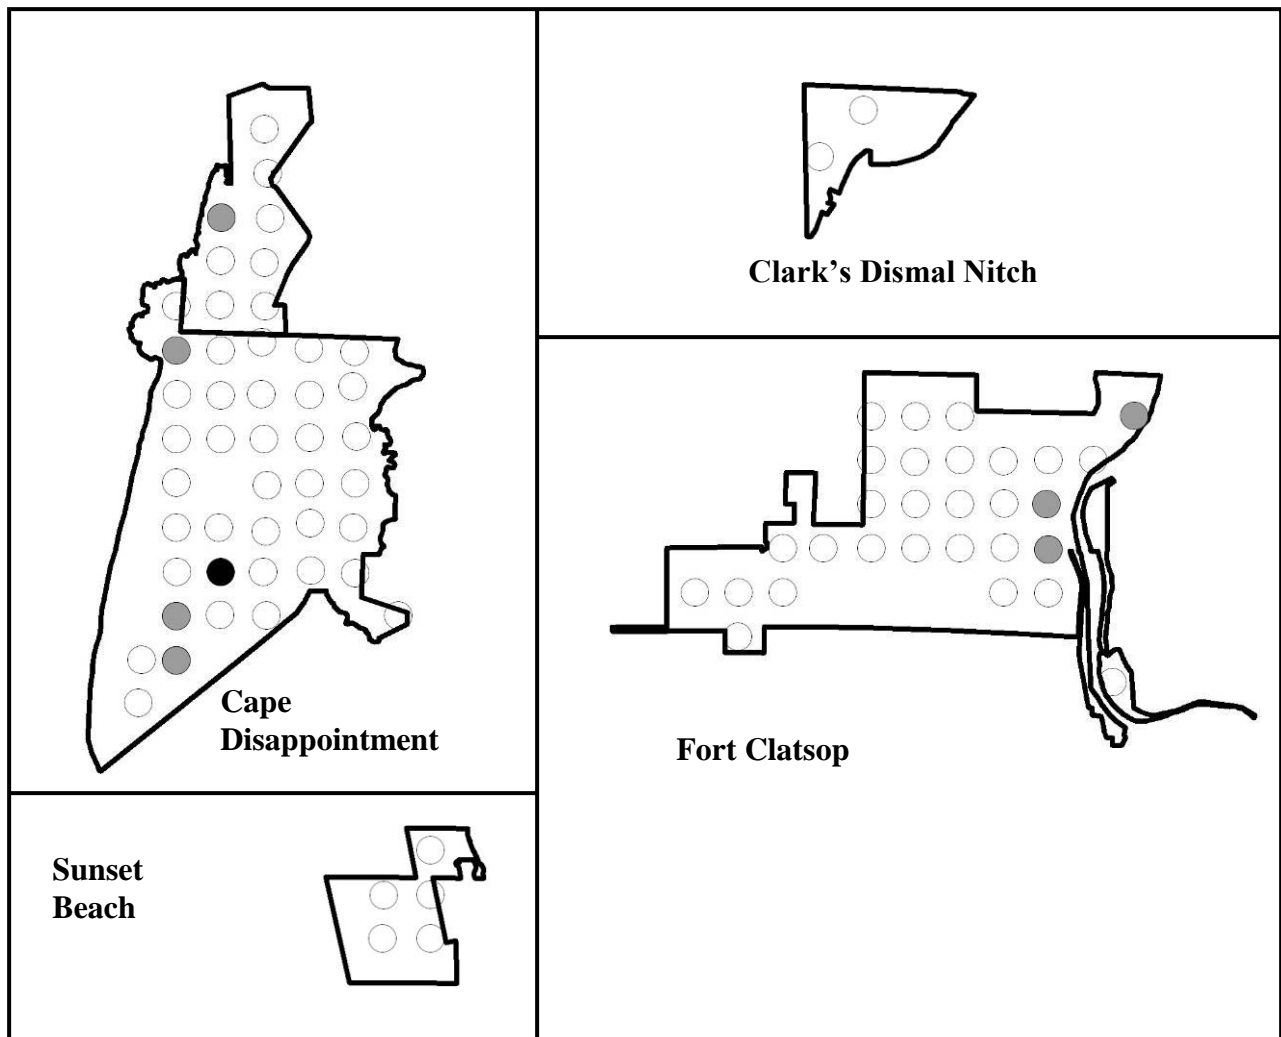 Clark’s Dismal Nitch
Cape
Disappointment
Fort Clatsop
Sunset
Beach